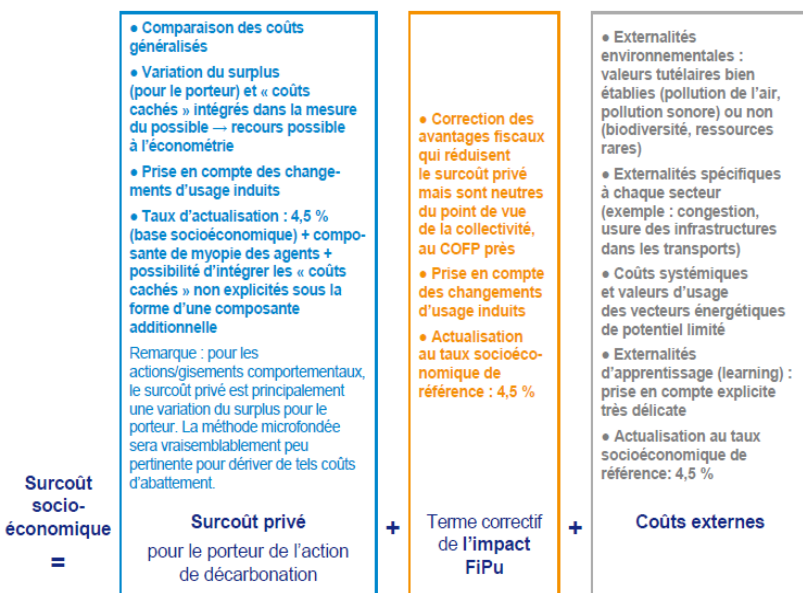 ● Comparaison des coûts
généralisés
● Variation du surplus
(pour le porteur) et « coûts
cachés » intégrés dans la mesure
du possible → recours possible
à l'économétrie
● Prise en compte des change-
ments d'usage induits
● Taux d'actualisation : 4,5 %
(base socioéconomique) + compo-
sante de myopie des agents +
possibilité d'intégrer les « coûts
cachés » non explicités sous la
forme d'une composante
additionnelle
Remarque : pour les
actions/gisements comportementaux,
le surcoût privé est principalement
une variation du surplus pour le
porteur. La méthode microfondée
sera vraisemblablement peu
pertinente pour dériver de tels coûts
d'abattement.
● Correction des
avantages fiscaux
qui réduisent
le surcoût privé
mais sont neutres
du point de vue
de la collectivité,
au COFP près
● Prise en compte
des changements
d'usage induits
● Actualisation
au taux socioéco-
nomique de
référence : 4,5 %
● Externalités
environnementales :
valeurs tutélaires bien
établies (pollution de l'air,
pollution sonore) ou non
(biodiversité, ressources
rares)
● Externalités spécifiques
à chaque secteur
(exemple : congestion,
usure des infrastructures
dans les transports)
● Coûts systémiques
et valeurs d'usage
des vecteurs énergétiques
de potentiel limité
● Externalités
d'apprentissage (learning) :
prise en compte explicite
très délicate
● Actualisation au taux
socioéconomique de
référence: 4,5 %
Surcoût
socio-
économique
=
Surcoût privé
pour le porteur de l'action
de décarbonation
+
Terme correctif
de l'impact
FiPu
+
Coûts externes